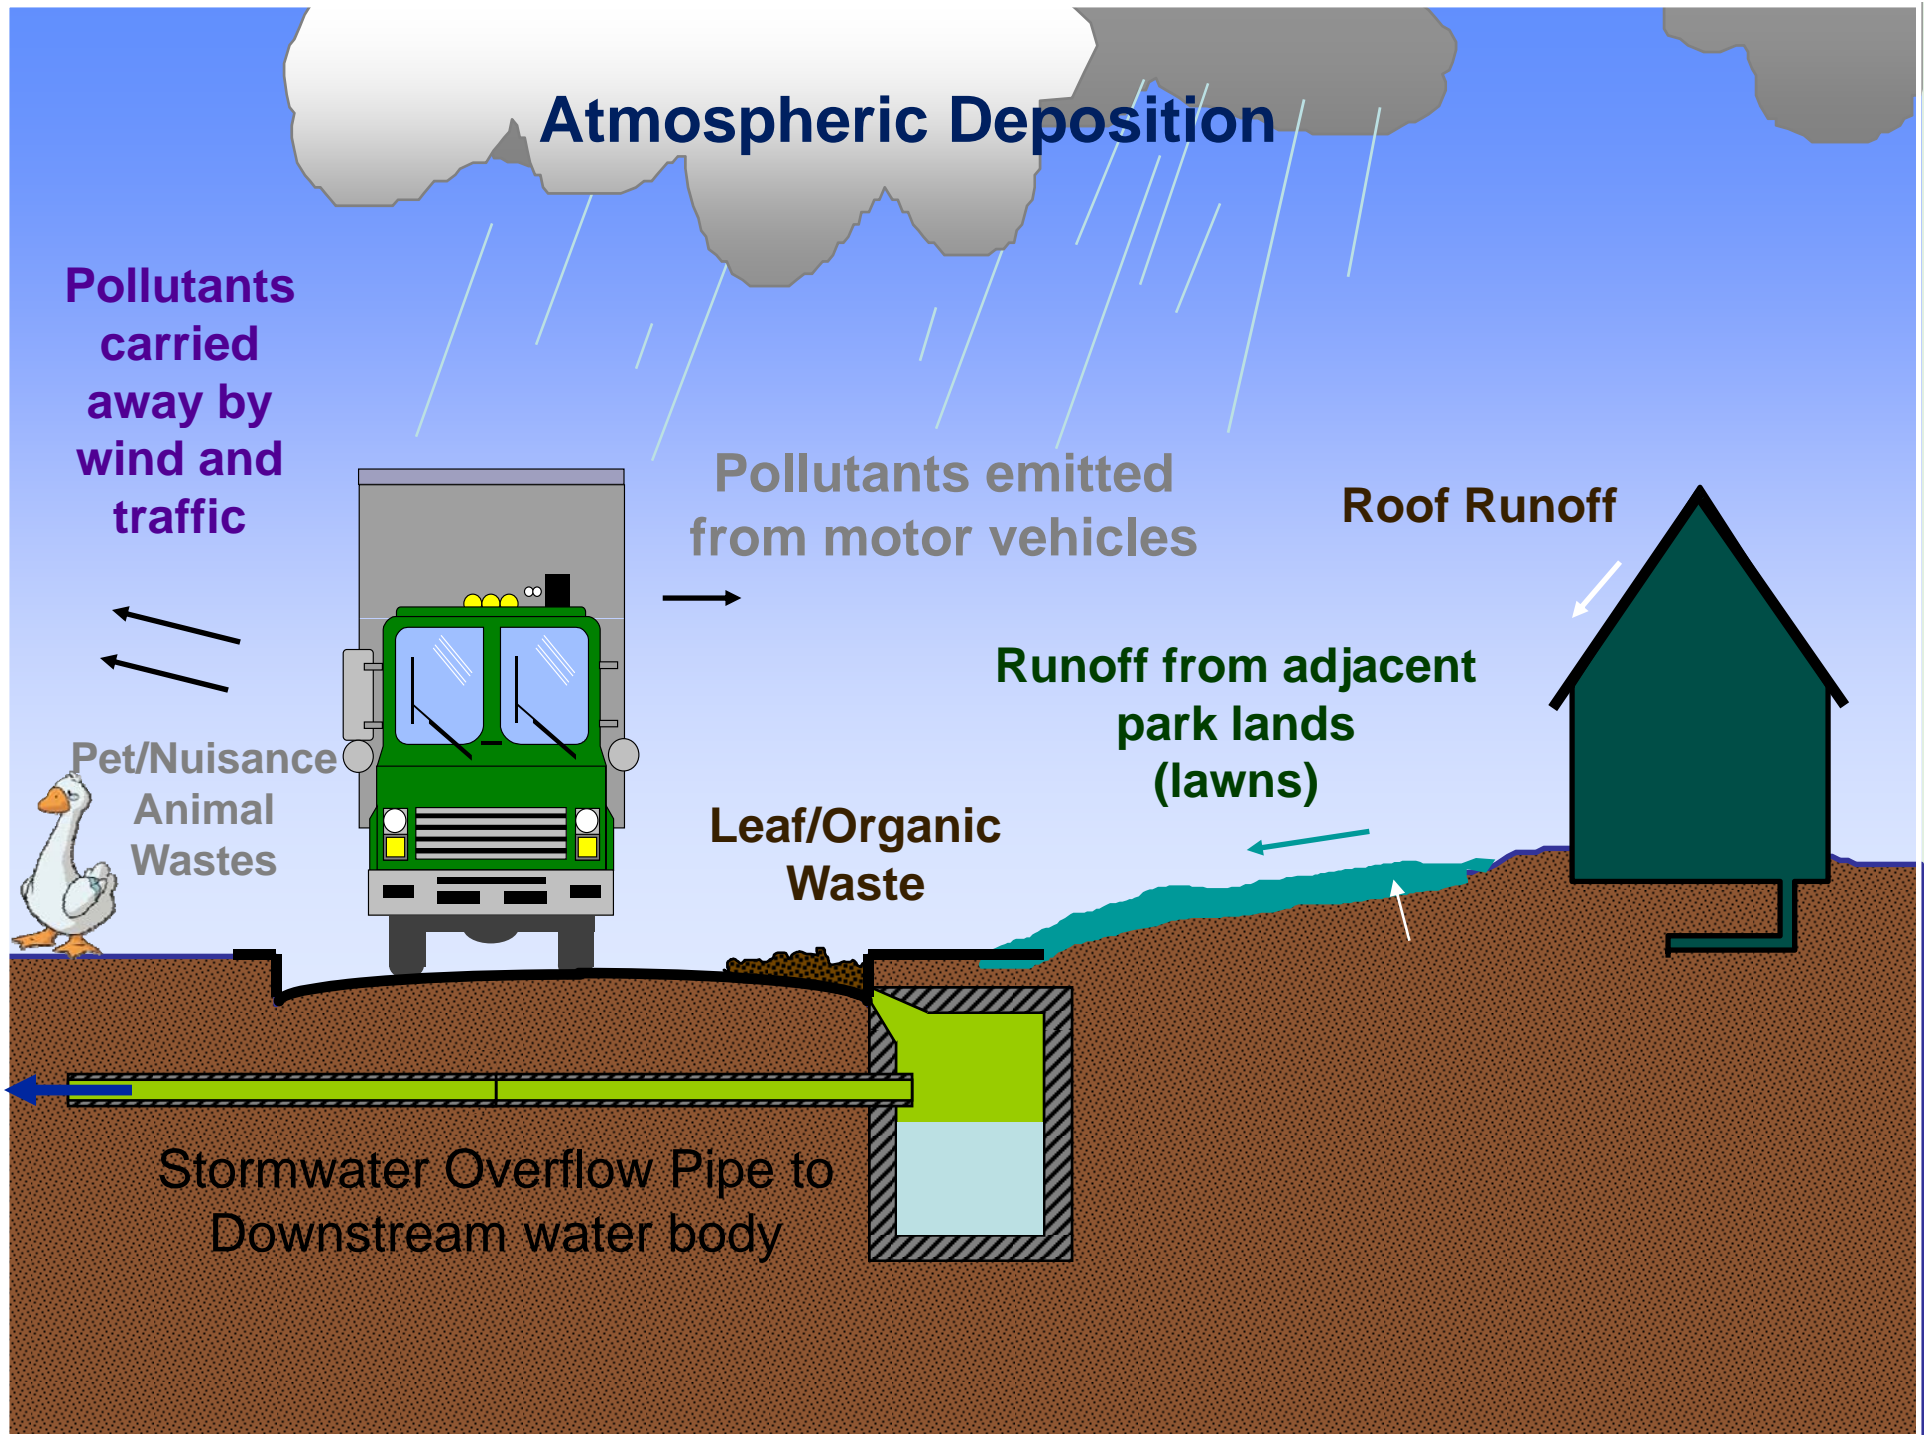 Atmospheric Deposition
Pollutants
carried
away by
wind and
traffic
Pollutants emitted
from motor vehicles
Roof Runoff
Runoff from adjacent
park lands
(lawns)
Pet/Nuisance
Animal
Wastes
Leaf/Organic
Waste
Stormwater Overflow Pipe to
Downstream water body